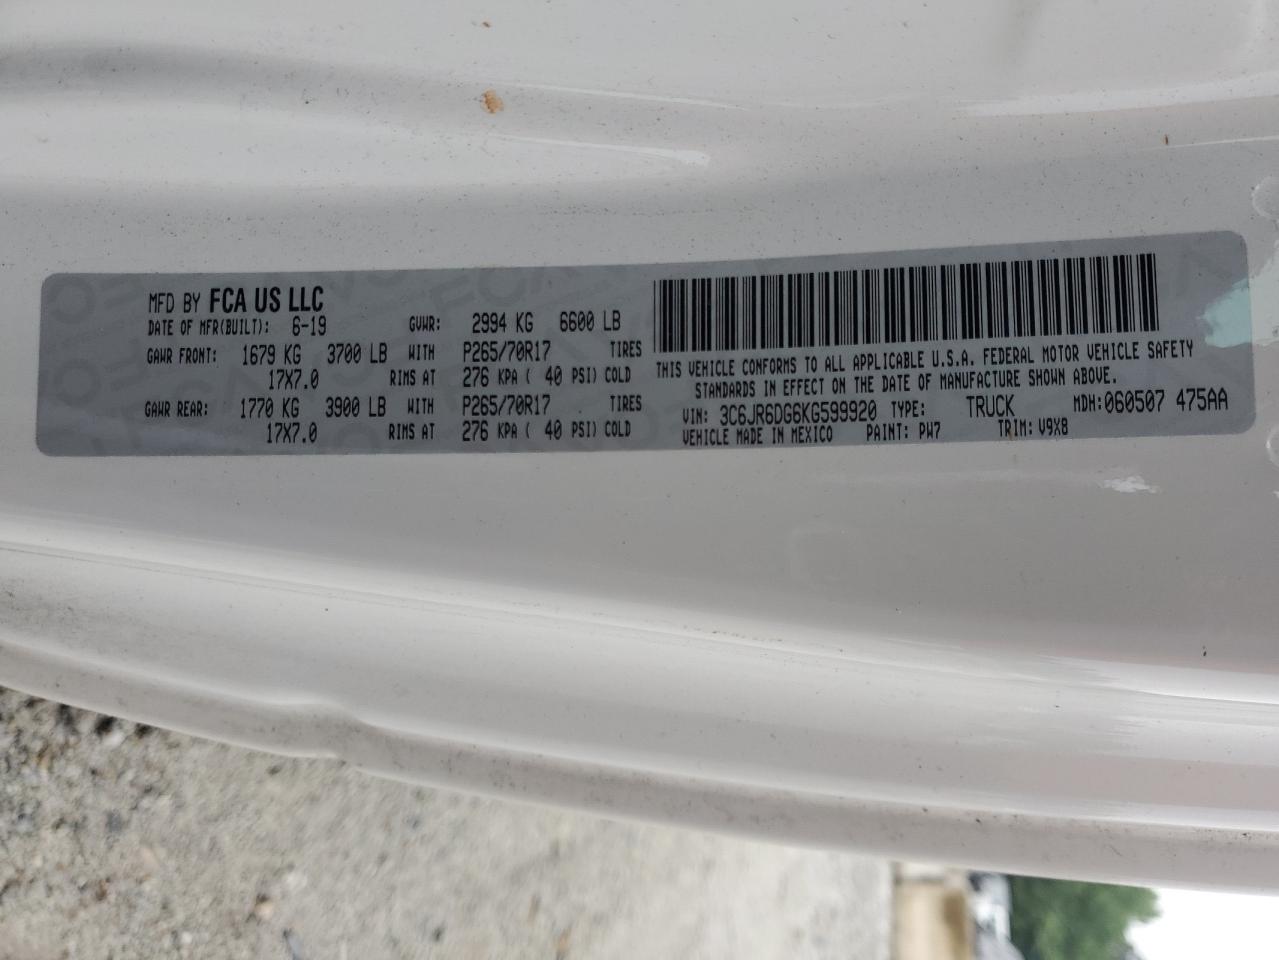 MFD BY FCA US LLC
DATE OF MFR(BUILT): 6-19 GVWR: 2994 KG 6600 LB
GAWR FRONT: 1679 KG 3700 LB WITH P265/70R17 TIRES
17X7.0 RIMS AT 276 KPA ( 40 PSI) COLD
GAWR REAR: 1770 KG 3900 LB WITH P265/70R17 TIRES
17X7.0 RIMS AT 276 KPA ( 40 PSI) COLD
THIS VEHICLE CONFORMS TO ALL APPLICABLE U.S.A. FEDERAL MOTOR VEHICLE SAFETY
STANDARDS IN EFFECT ON THE DATE OF MANUFACTURE SHOWN ABOVE.
VIN: 3C6JR6DG6KG599920 TYPE: TRUCK MDH:060507 475AA
VEHICLE MADE IN MEXICO PAINT: PW7 TRIM: V9X8